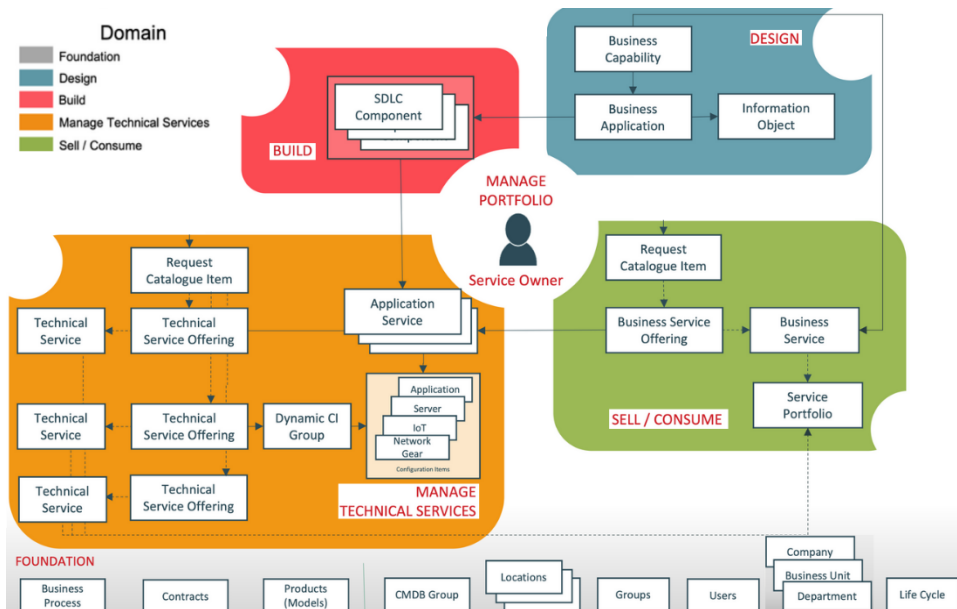 Domain
Foundation
Design
Build
Manage Technical Services
Sell / Consume
DESIGN
Business
Capability
Business
Application
Information
Object
SDLC
Component
BUILD
MANAGE
PORTFOLIO
Service Owner
Request
Catalogue Item
Technical
Service
Technical
Service Offering
Application
Service
Technical
Service
Technical
Service Offering
Dynamic CI
Group
Application
Server
IoT
Network
Gear
Configuration Items
Technical
Service
Technical
Service Offering
MANAGE
TECHNICAL SERVICES
Request
Catalogue Item
Business Service
Offering
Business
Service
Service
Portfolio
SELL / CONSUME
FOUNDATION
Business
Process
Contracts
Products
(Models)
CMDB Group
Locations
Groups
Users
Company
Business Unit
Department
Life Cycle